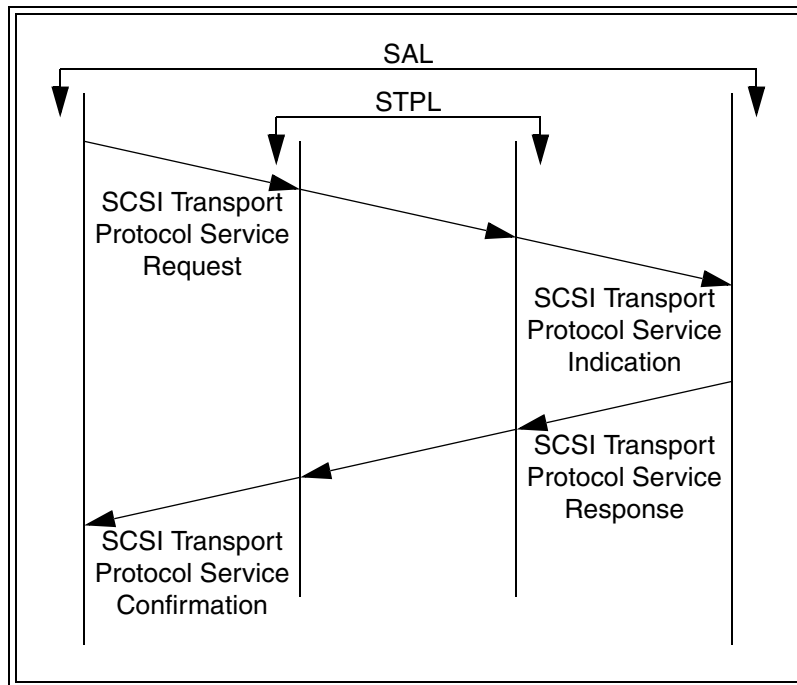 SAL
STPL
SCSI Transport
Protocol Service
Request
SCSI Transport
Protocol Service
Indication
SCSI Transport
Protocol Service
Response
SCSI Transport
Protocol Service
Confirmation